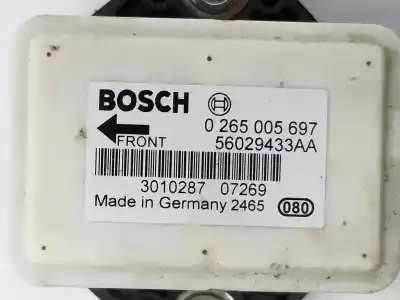 BOSCH
0 265 005 697
FRONT 56029433AA
3010287 07269
Made in Germany 2465 080